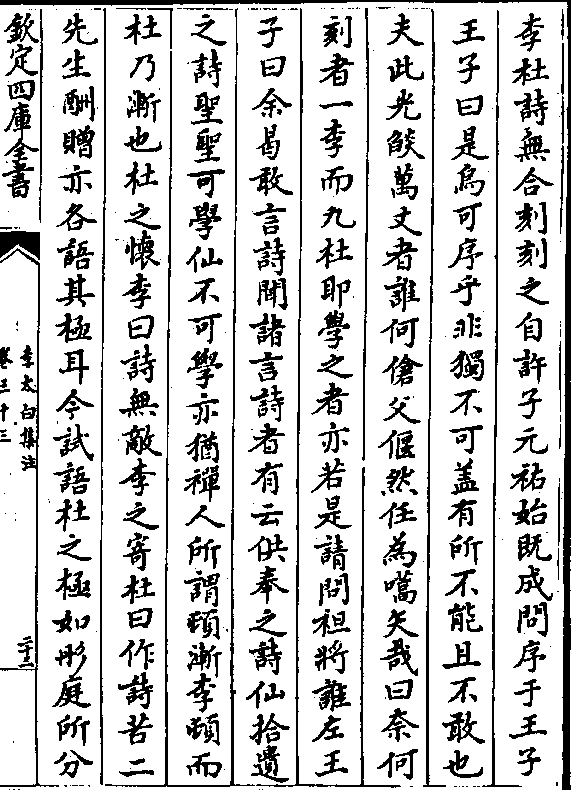 李杜詩無合刻刻之自許子元祐始既成問序于王子
王子曰是烏可序乎非獨不可盖有所不能且不敢也
夫此光燄萬丈者誰何傖父偃然任為嚆矢哉曰奈何
刻者一李而九杜耶學之者亦若是請問袒將誰左王
子曰余曷敢言詩聞諸言詩者有云供奉之詩仙拾遺
之詩聖聖可學仙不可學亦猶禪人所謂頓漸李頓而
杜乃漸也杜之懷李曰詩無敵李之寄杜曰作詩苦二
先生酬贈亦各語其極耳今試語杜之極如彤庭所分
欽定四庫全書
李太白集注
卷三十三
二十三